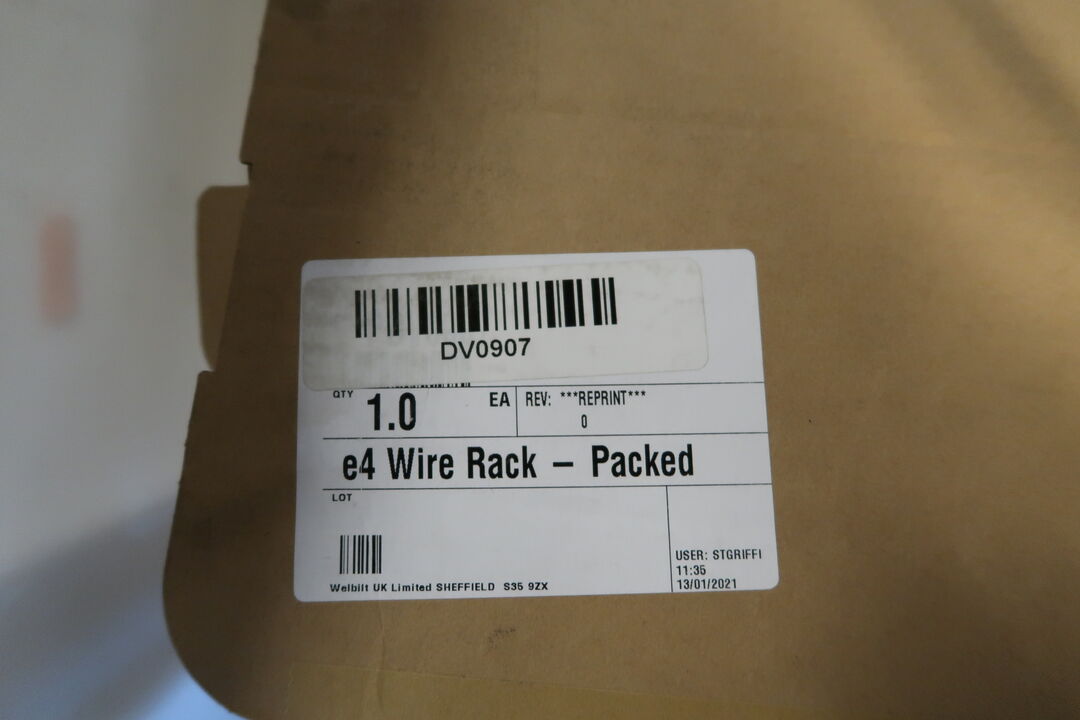 DV0907
QTY 1.0 EA
REV: ***REPRINT***
0
e4 Wire Rack – Packed
LOT
Welbilt UK Limited SHEFFIELD S35 9ZX
USER: STGRIFFI
11:35
13/01/2021